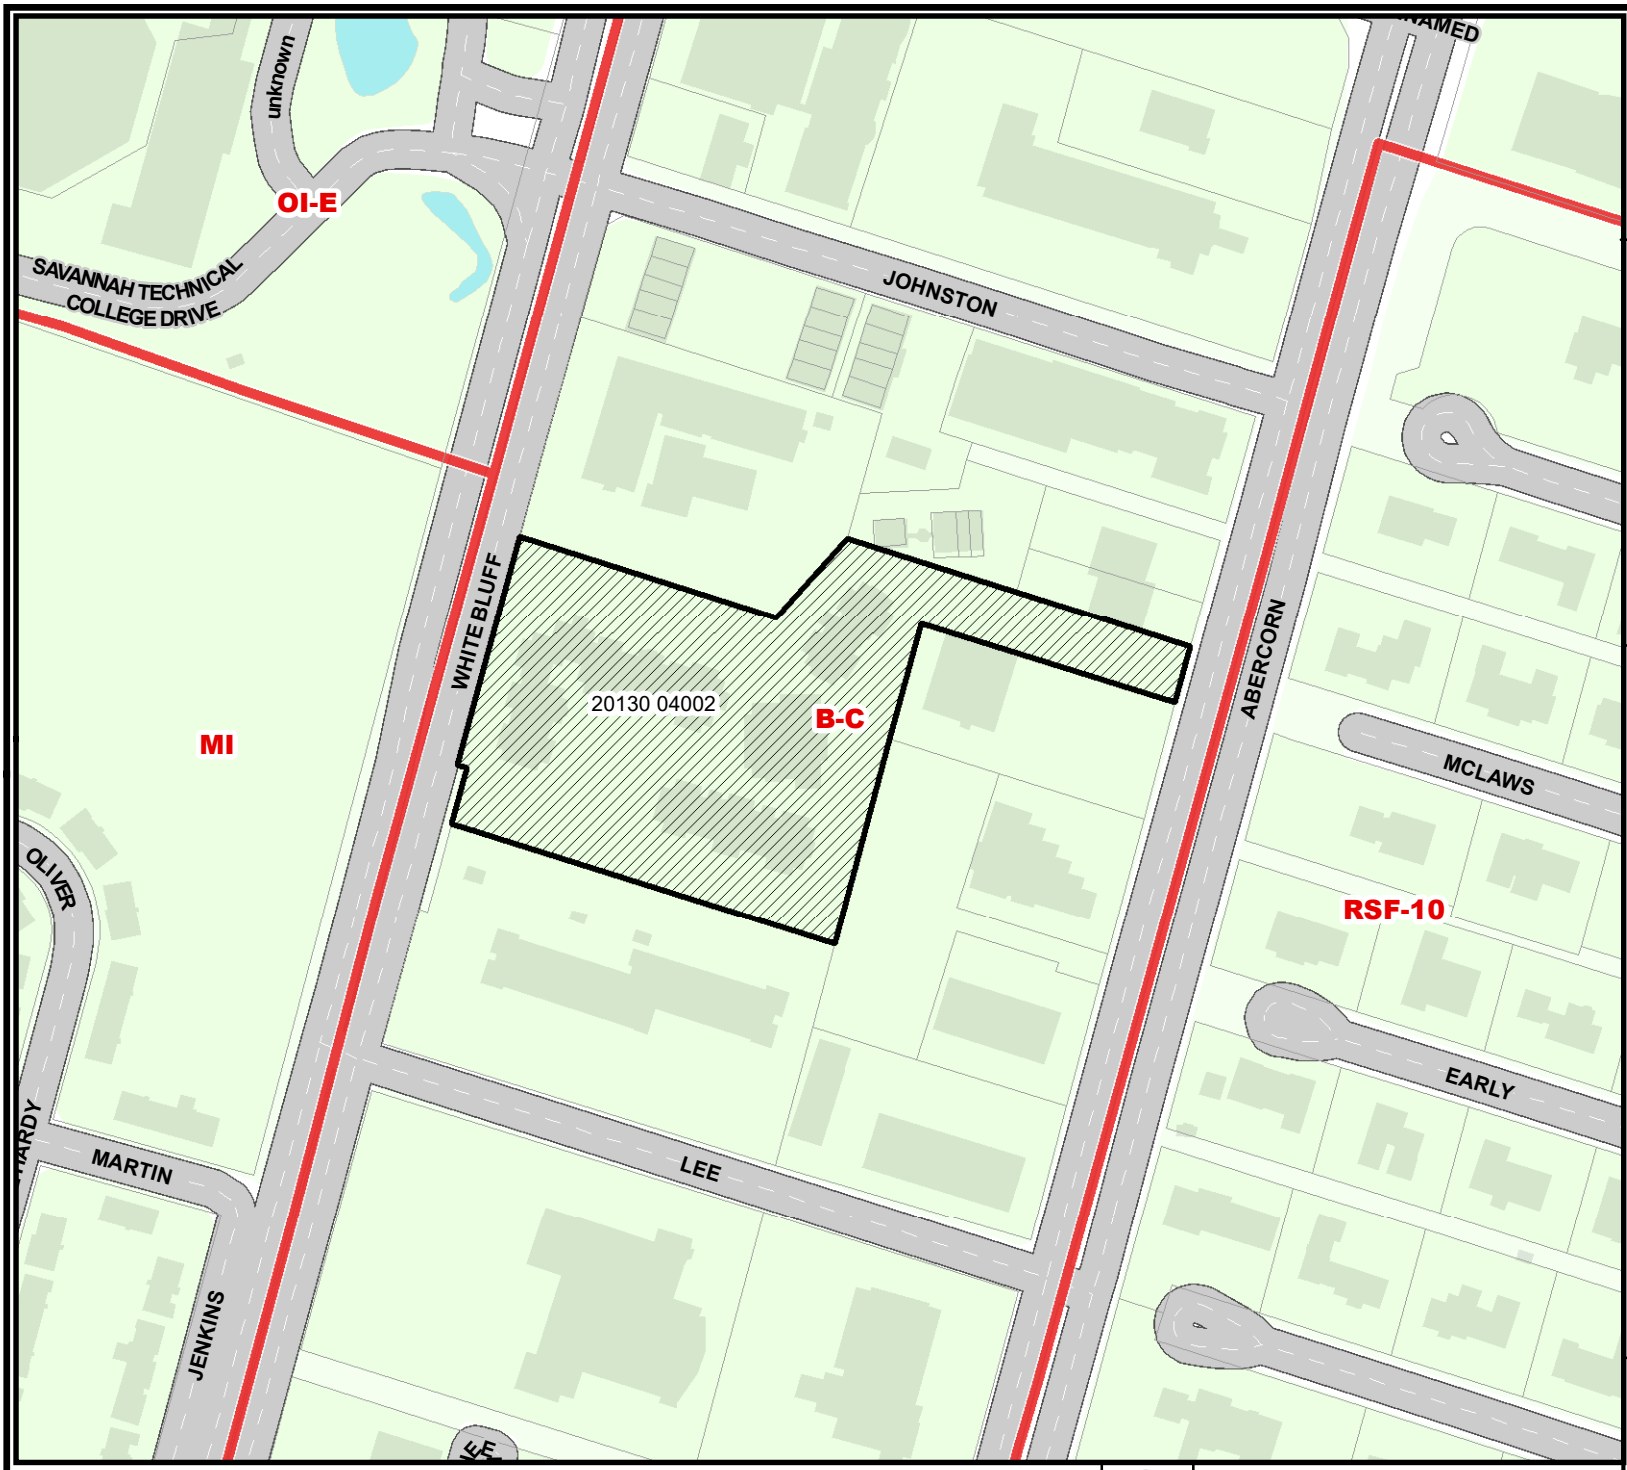 unknown
OI-E
SAVANNAH TECHNICAL
COLLEGE DRIVE
JOHNSTON
WHITE BLUFF
ABERCORN
20130 04002
B-C
MI
MCLAWS
OLIVER
RSF-10
EARLY
HARDY
MARTIN
LEE
JENKINS